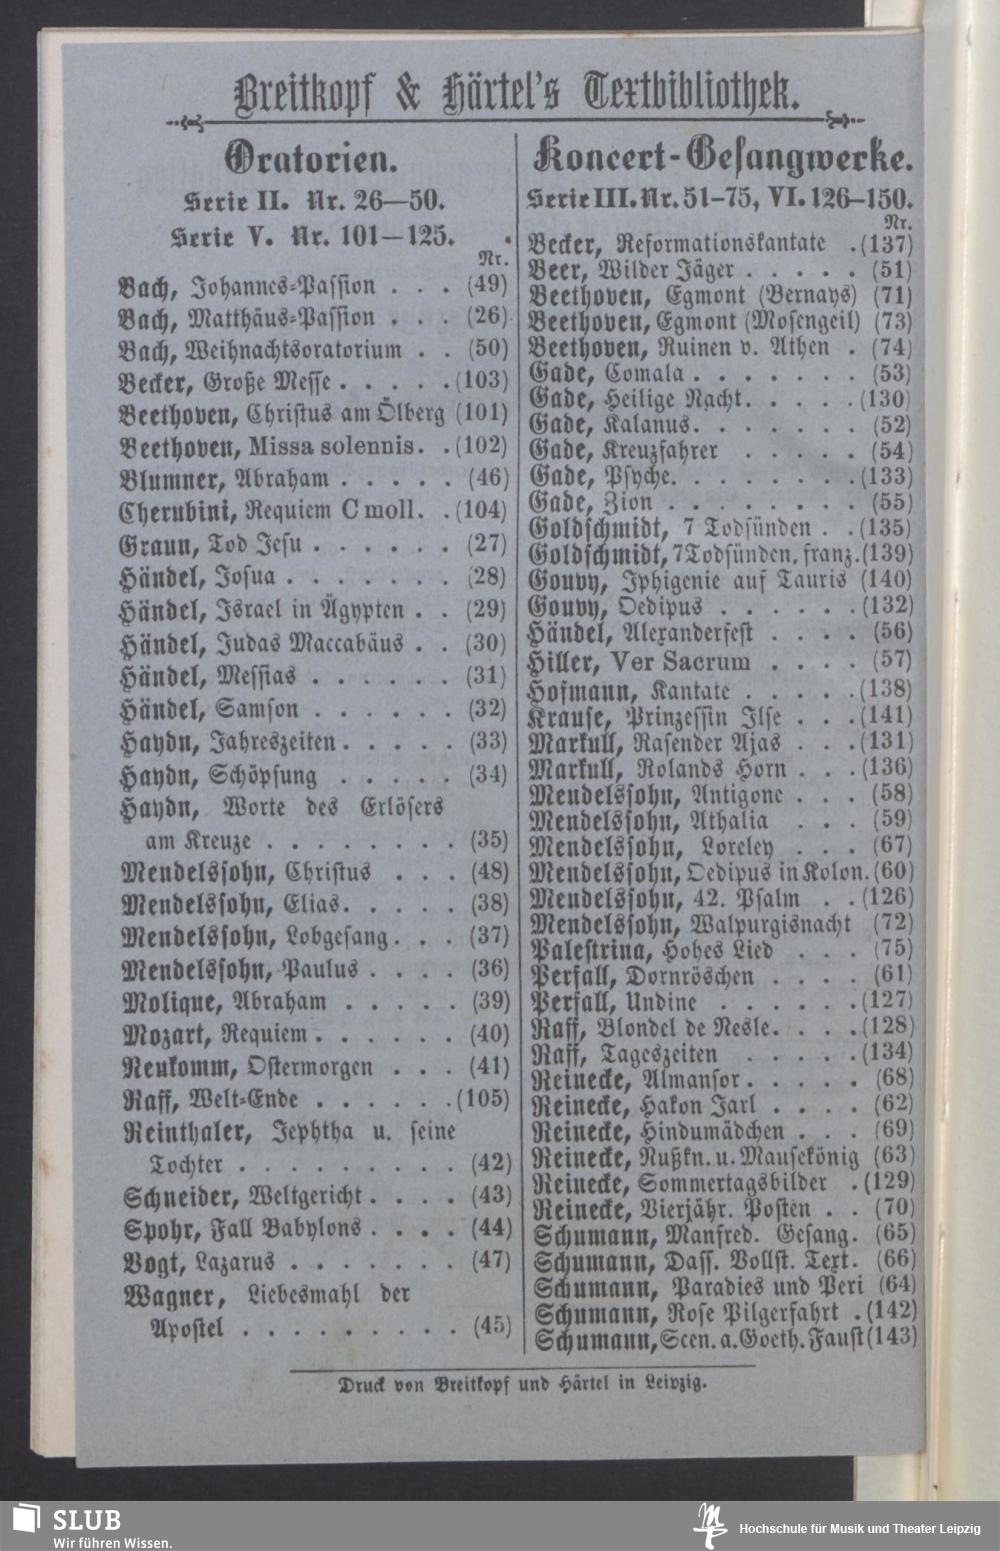 Breitkopf & Härtel's Textbibliothek.
Oratorien.
Serie II. Nr. 26—50.
Serie V. Nr. 101—125.
Nr.
Bach, Johannes-Passion . . . (49)
Bach, Matthäus-Passion . . . (26)
Bach, Weihnachtsoratorium . . (50)
Becker, Große Messe . . . . . (103)
Beethoven, Christus am Ölberg (101)
Beethoven, Missa solennis. . (102)
Blumner, Abraham . . . . . (46)
Cherubini, Requiem C moll. . (104)
Graun, Tod Jesu . . . . . . (27)
Händel, Josua . . . . . . . (28)
Händel, Israel in Ägypten . . (29)
Händel, Judas Maccabäus . . (30)
Händel, Messias . . . . . . (31)
Händel, Samson . . . . . . (32)
Haydn, Jahreszeiten . . . . . (33)
Haydn, Schöpfung . . . . . (34)
Haydn, Worte des Erlösers
am Kreuze . . . . . . . . (35)
Mendelssohn, Christus . . . (48)
Mendelssohn, Elias. . . . . (38)
Mendelssohn, Lobgesang . . . (37)
Mendelssohn, Paulus . . . . (36)
Molique, Abraham . . . . . (39)
Mozart, Requiem . . . . . . (40)
Neukomm, Ostermorgen . . . (41)
Raff, Welt-Ende . . . . . . (105)
Reinthaler, Jephtha u. seine
Tochter . . . . . . . . . (42)
Schneider, Weltgericht . . . . (43)
Spohr, Fall Babylons . . . . (44)
Vogt, Lazarus . . . . . . . (47)
Wagner, Liebesmahl der
Apostel . . . . . . . . . (45)
Koncert-Gesangwerke.
Serie III. Nr. 51-75, VI. 126-150.
Nr.
Becker, Reformationskantate . (137)
Beer, Wilder Jäger . . . . . (51)
Beethoven, Egmont (Bernays) (71)
Beethoven, Egmont (Mosengeil) (73)
Beethoven, Ruinen v. Athen . (74)
Gade, Comala . . . . . . . (53)
Gade, Heilige Nacht. . . . . (130)
Gade, Kalanus. . . . . . . (52)
Gade, Kreuzfahrer . . . . . (54)
Gade, Psyche. . . . . . . . (133)
Gade, Zion . . . . . . . . (55)
Goldschmidt, 7 Todsünden . . (135)
Goldschmidt, 7 Todsünden, franz. (139)
Gouvy, Iphigenie auf Tauris (140)
Gouvy, Oedipus . . . . . . (132)
Händel, Alexanderfest . . . . (56)
Hiller, Ver Sacrum . . . . (57)
Hofmann, Kantate . . . . . (138)
Krause, Prinzessin Ilse . . . (141)
Markull, Rasender Ajas . . . (131)
Markull, Rolands Horn . . . (136)
Mendelssohn, Antigone . . . (58)
Mendelssohn, Athalia . . . (59)
Mendelssohn, Loreley . . . (67)
Mendelssohn, Oedipus in Kolon. (60)
Mendelssohn, 42. Psalm . . (126)
Mendelssohn, Walpurgisnacht (72)
Palestrina, Hohes Lied . . . (75)
Perfall, Dornröschen . . . . (61)
Perfall, Undine . . . . . . (127)
Raff, Blondel de Nesle. . . . (128)
Raff, Tageszeiten . . . . . (134)
Reinecke, Almansor . . . . . (68)
Reinecke, Hakon Jarl . . . . (62)
Reinecke, Hindumädchen . . . (69)
Reinecke, Nußkn. u. Mausekönig (63)
Reinecke, Sommertagsbilder . (129)
Reinecke, Vierjähr. Posten . . (70)
Schumann, Manfred. Gesang. (65)
Schumann, Dass. Vollst. Text. (66)
Schumann, Paradies und Peri (64)
Schumann, Rose Pilgerfahrt . (142)
Schumann, Scen. a. Goeth. Faust (143)
Druck von Breitkopf und Härtel in Leipzig.
SLUB
Wir führen Wissen.
Hochschule für Musik und Theater Leipzig